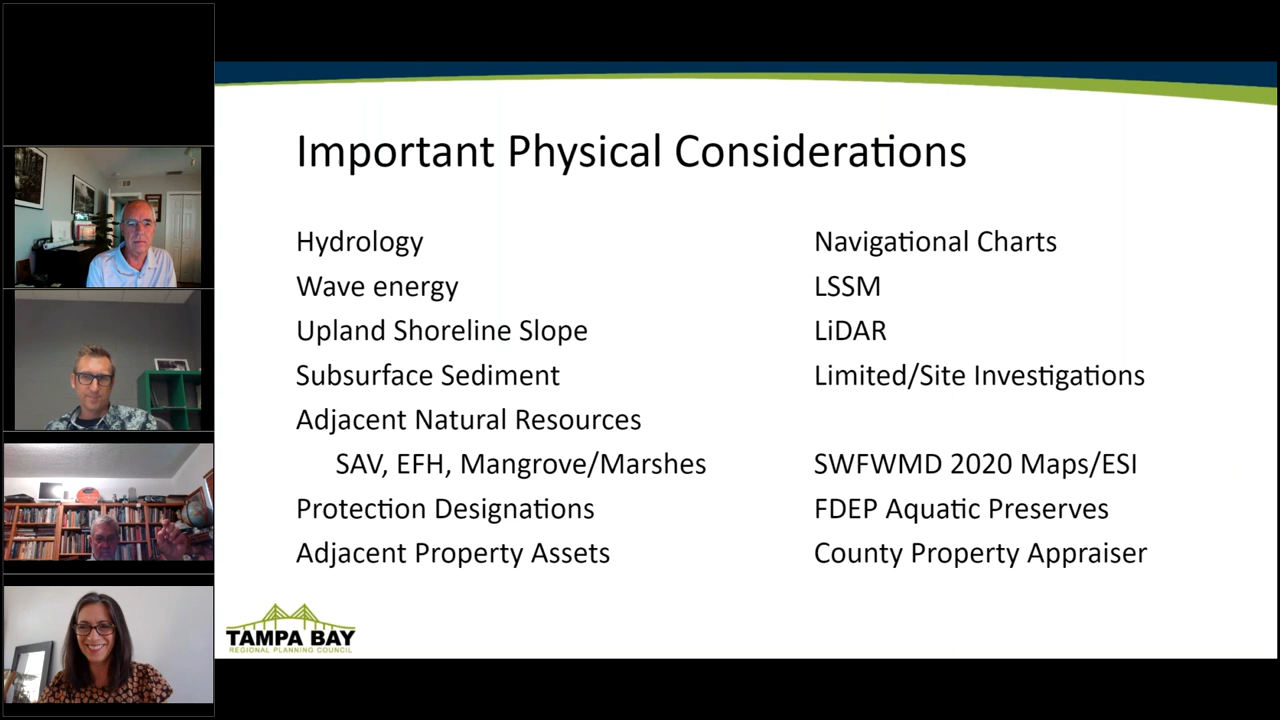 Important Physical Considerations
Hydrology
Navigational Charts
Wave energy
LSSM
Upland Shoreline Slope
LiDAR
Subsurface Sediment
Limited/Site Investigations
Adjacent Natural Resources
SAV, EFH, Mangrove/Marshes
SWFWMD 2020 Maps/ESI
Protection Designations
FDEP Aquatic Preserves
Adjacent Property Assets
County Property Appraiser
TAMPA BAY
REGIONAL PLANNING COUNCIL